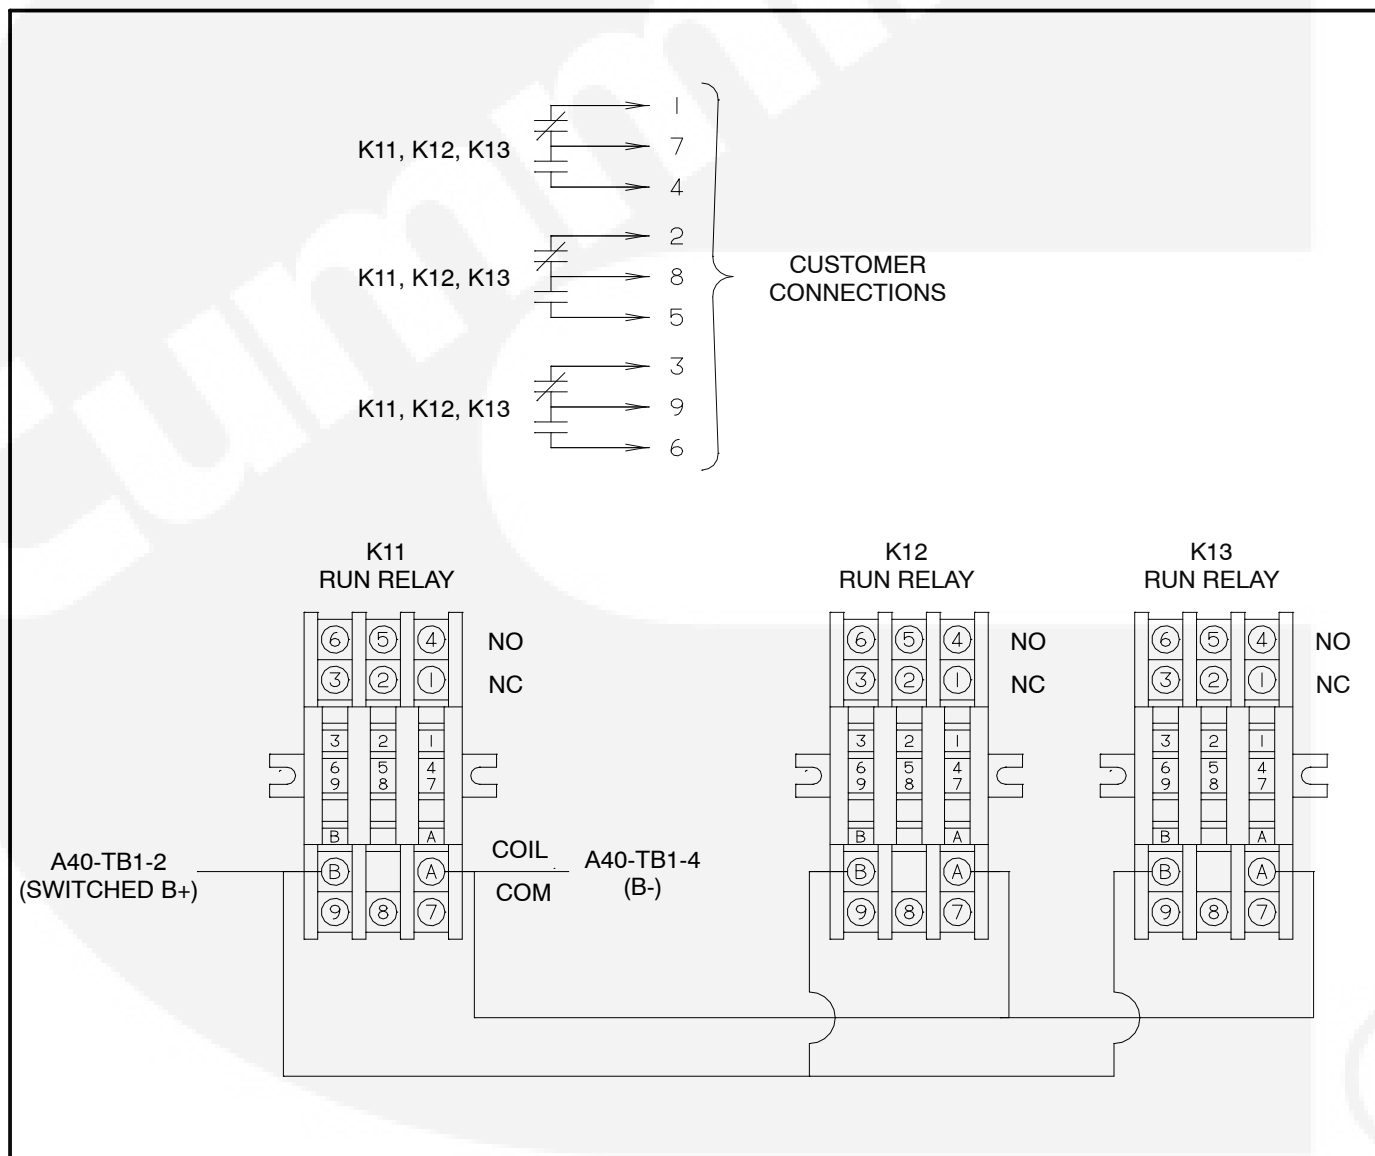 1
K11, K12, K13
7
4
2
K11, K12, K13
8
5
3
K11, K12, K13
9
6
CUSTOMER
CONNECTIONS
K11
RUN RELAY
K12
RUN RELAY
K13
RUN RELAY
6 5 4 NO
3 2 1 NC
3 2 1
6 5 4
9 8 7
B A
B A
9 8 7
A40-TB1-2
(SWITCHED B+)
COIL
COM
A40-TB1-4
(B-)
6 5 4 NO
3 2 1 NC
3 2 1
6 5 4
9 8 7
B A
B A
9 8 7
6 5 4 NO
3 2 1 NC
3 2 1
6 5 4
9 8 7
B A
B A
9 8 7
Cummi